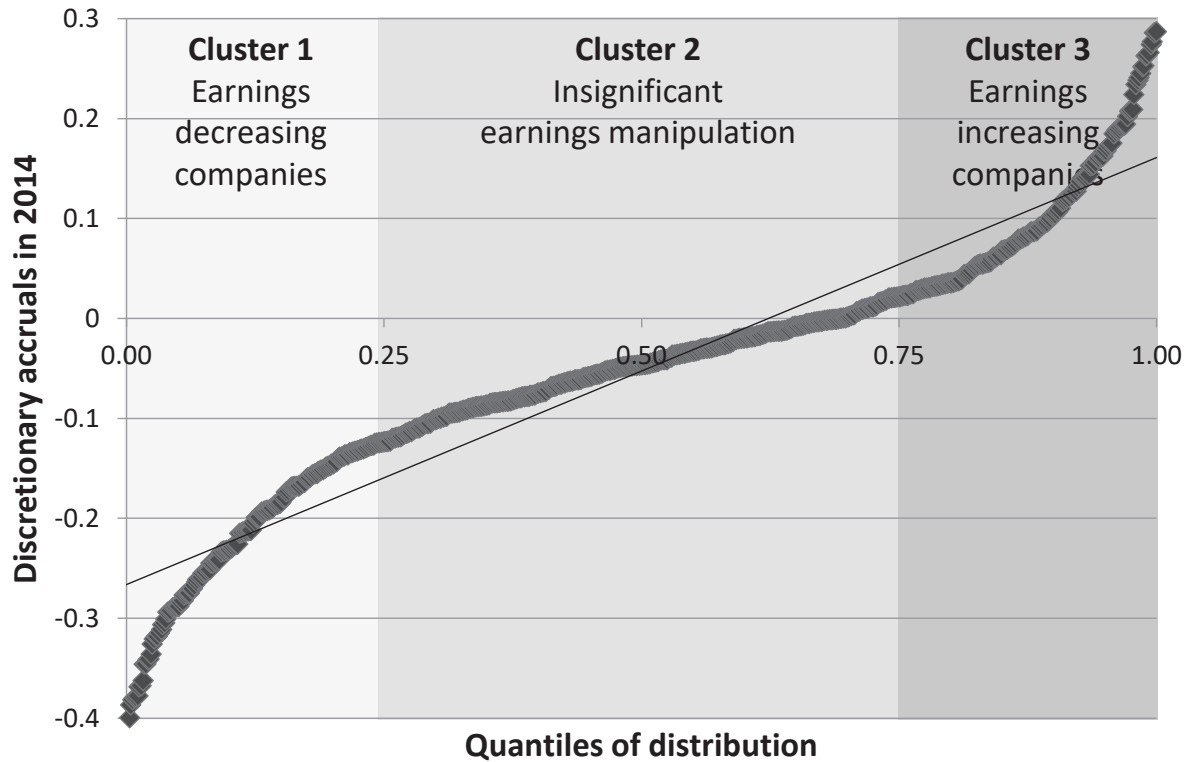 0.3
Cluster 1
Earnings
decreasing
companies
Cluster 2
Insignificant
earnings manipulation
Cluster 3
Earnings
increasing
companies
0.2
0.1
0
-0.1
-0.2
-0.3
-0.4
0.00
0.25
0.50
0.75
1.00
Discretionary accruals in 2014
Quantiles of distribution